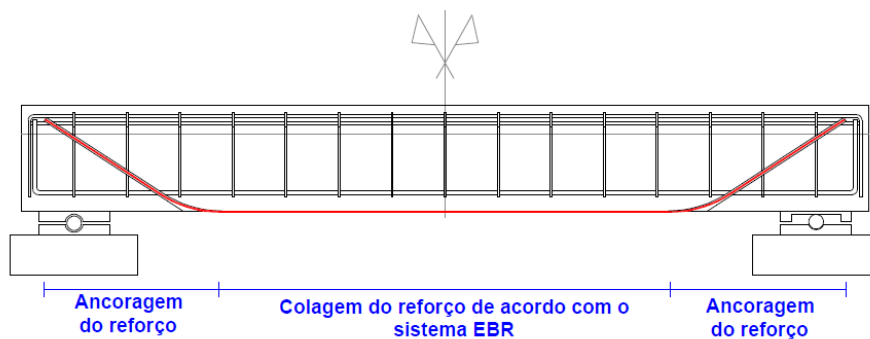 Ancoragem
do reforço
Colagem do reforço de acordo com o
sistema EBR
Ancoragem
do reforço